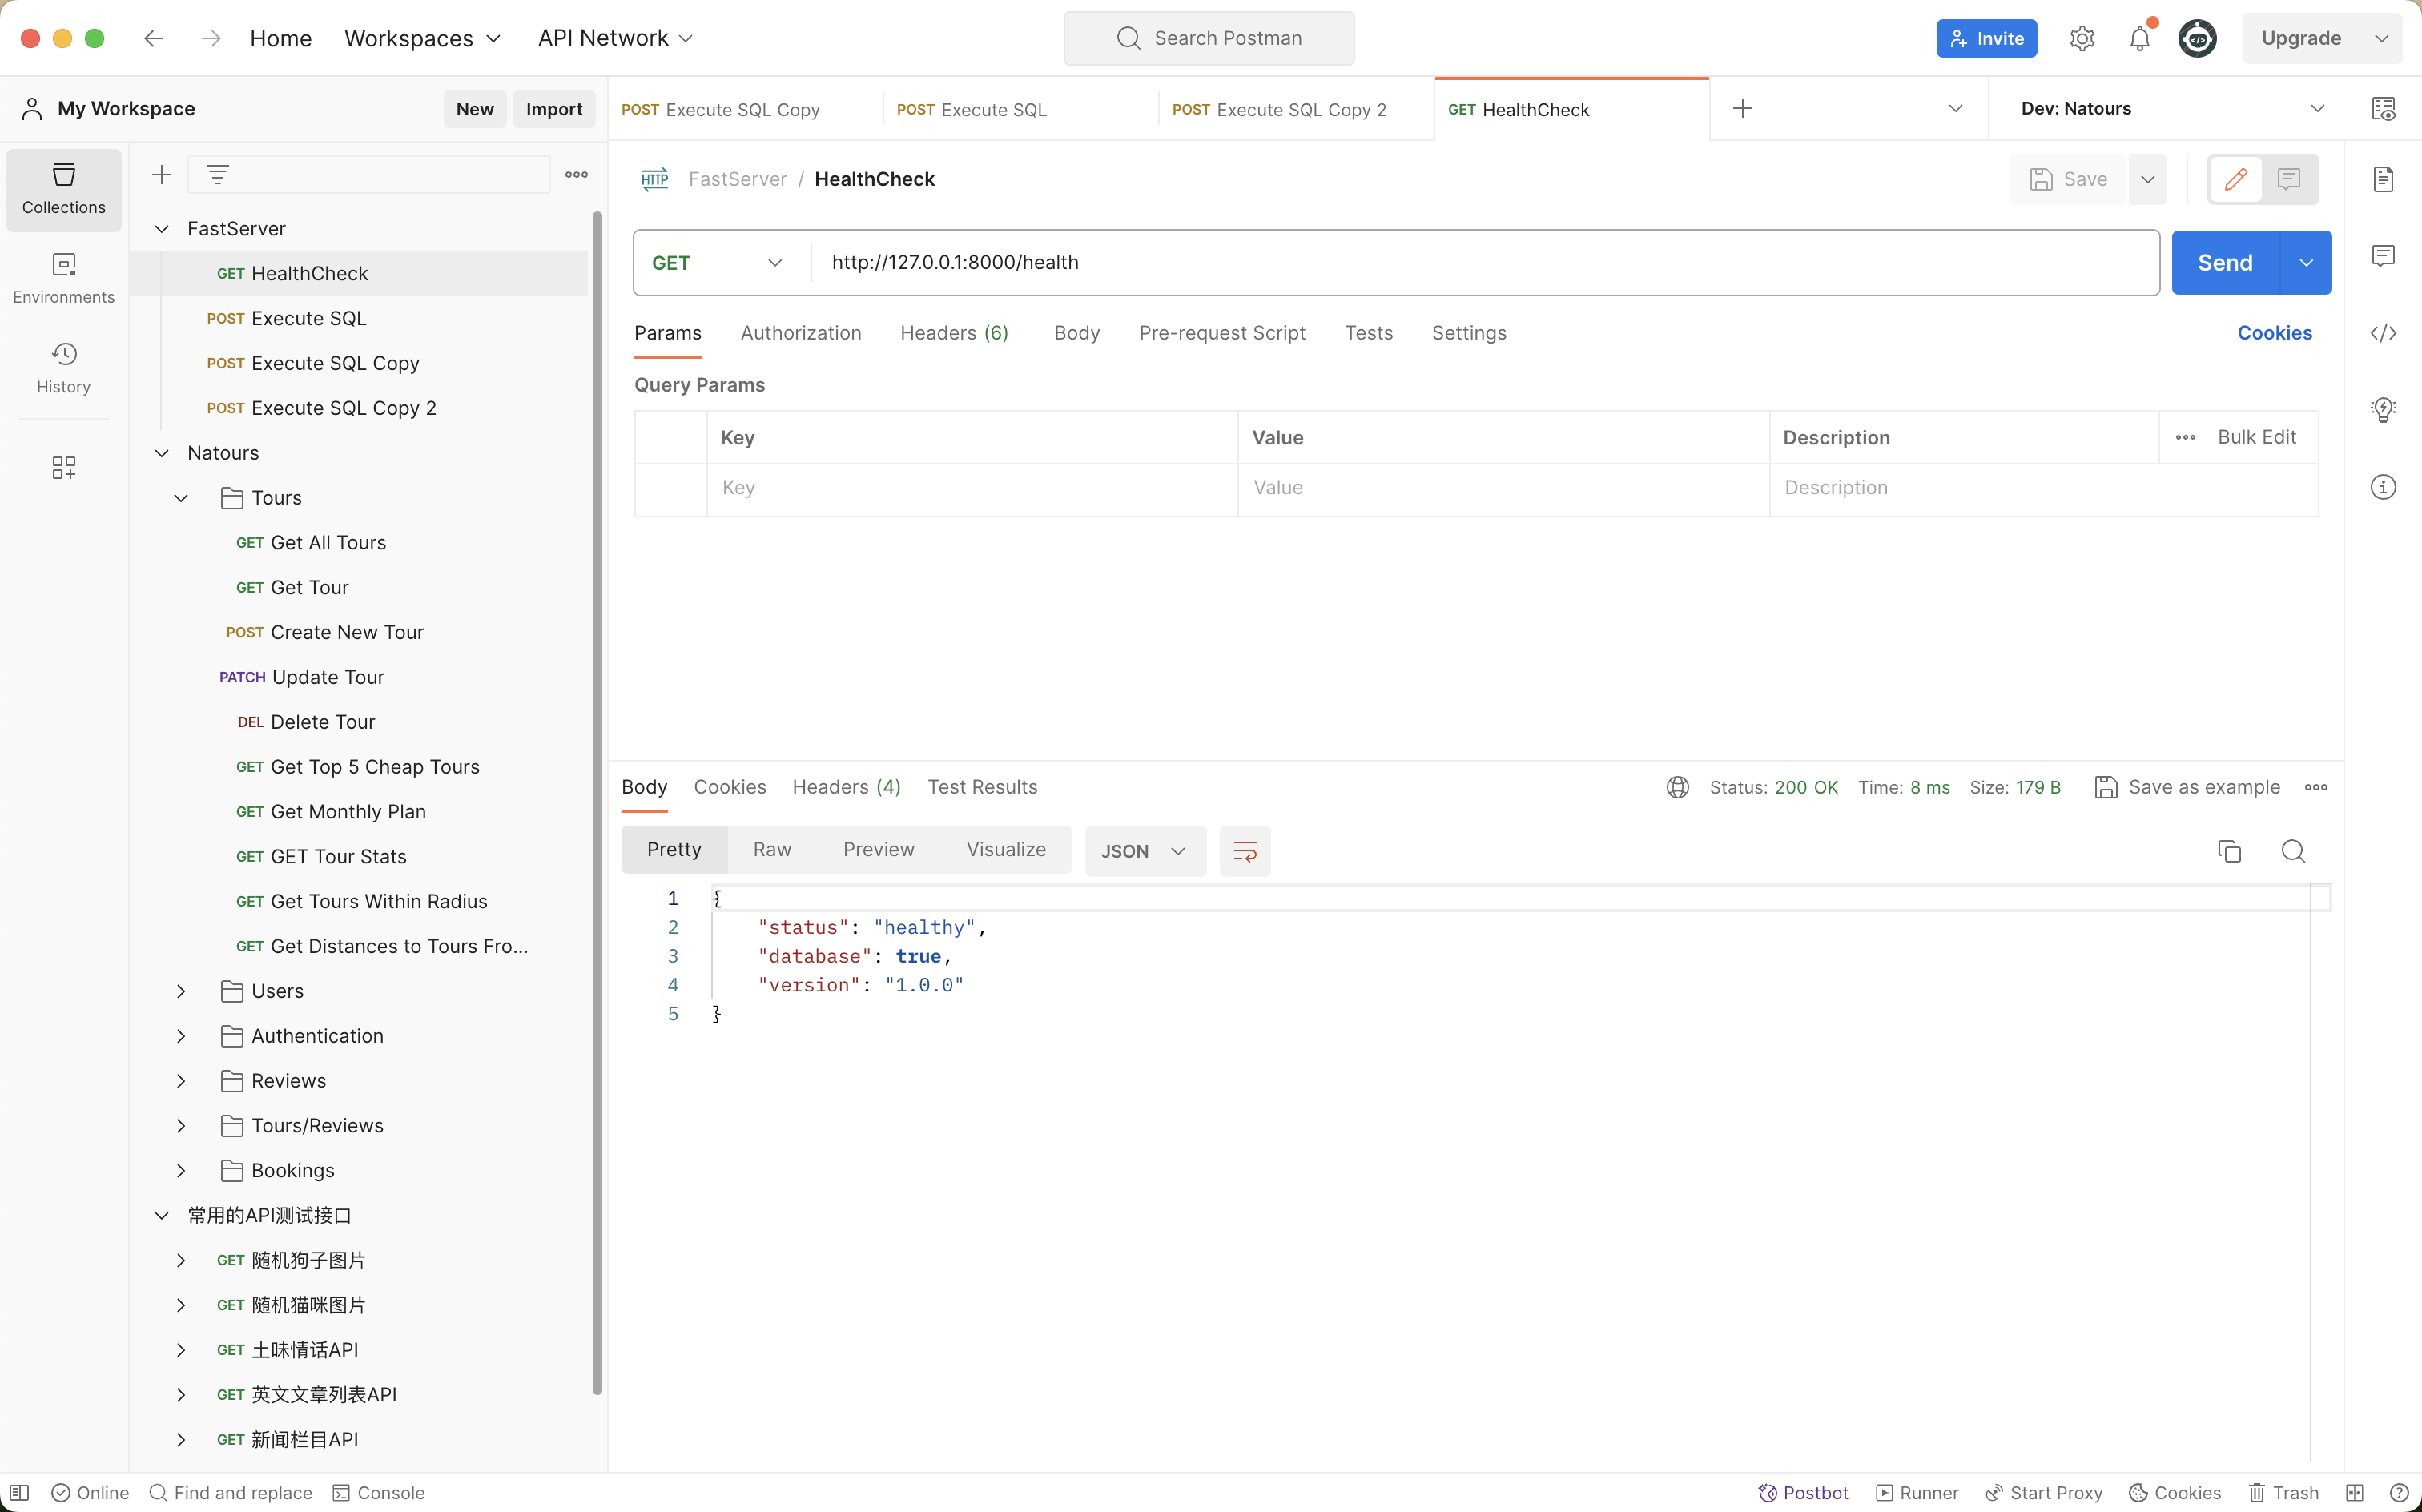 Home Workspaces API Network Search Postman Invite Upgrade
My Workspace New Import
POST Execute SQL Copy POST Execute SQL POST Execute SQL Copy 2 GET HealthCheck Dev: Natours
Collections
Environments
History
FastServer
GET HealthCheck
POST Execute SQL
POST Execute SQL Copy
POST Execute SQL Copy 2
Natours
Tours
GET Get All Tours
GET Get Tour
POST Create New Tour
PATCH Update Tour
DEL Delete Tour
GET Get Top 5 Cheap Tours
GET Get Monthly Plan
GET GET Tour Stats
GET Get Tours Within Radius
GET Get Distances to Tours Fro...
Users
Authentication
Reviews
Tours/Reviews
Bookings
常用的API测试接口
GET 随机狗子图片
GET 随机猫咪图片
GET 土味情话API
GET 英文文章列表API
GET 新闻栏目API
HTTP FastServer / HealthCheck Save
GET http://127.0.0.1:8000/health Send
Params Authorization Headers (6) Body Pre-request Script Tests Settings Cookies
Query Params
Key Value Description Bulk Edit
Key Value Description
Body Cookies Headers (4) Test Results Status: 200 OK Time: 8 ms Size: 179 B Save as example
Pretty Raw Preview Visualize JSON
1 {
2 "status": "healthy",
3 "database": true,
4 "version": "1.0.0"
5 }
Online Find and replace Console Postbot Runner Start Proxy Cookies Trash